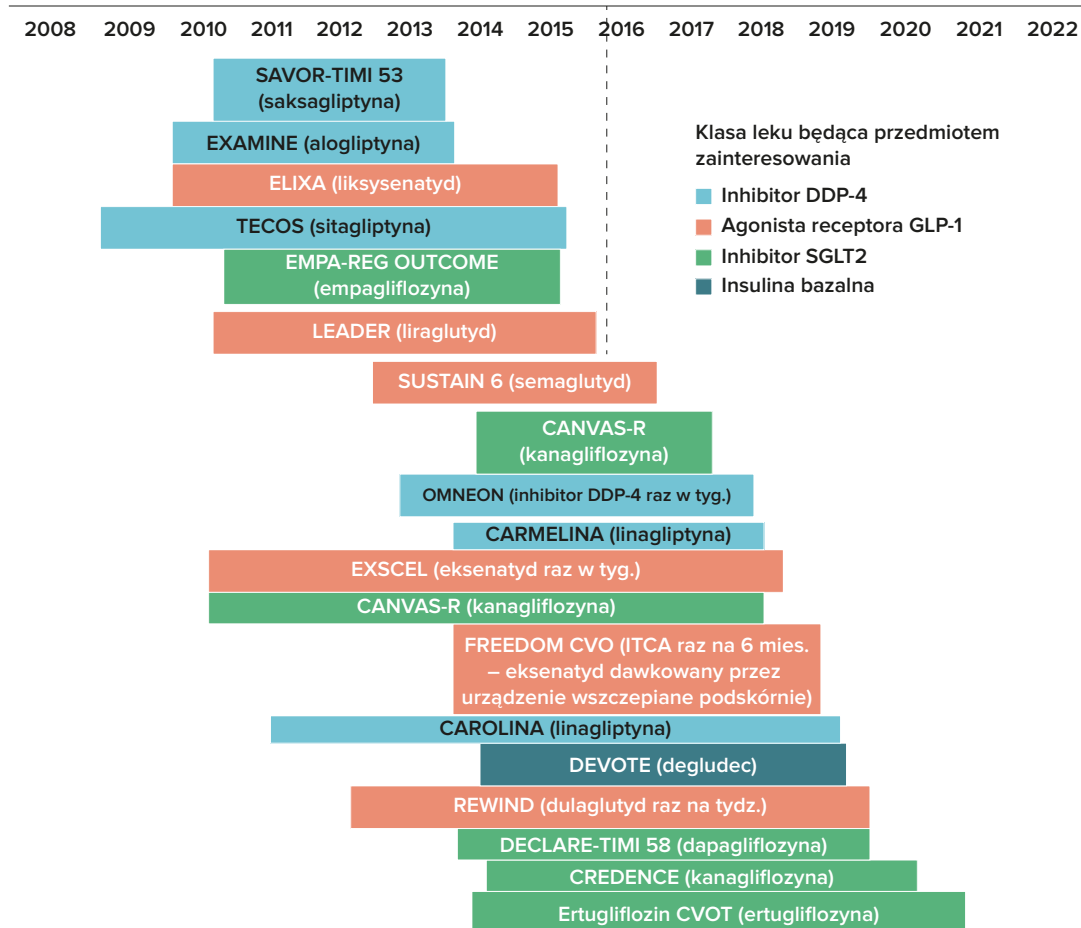 2008 2009 2010 2011 2012 2013 2014 2015 2016 2017 2018 2019 2020 2021 2022
SAVOR-TIMI 53
(saksagliptyna)
EXAMINE (alogliptyna)
ELIXA (liksysenatyd)
TECOS (sitagliptyna)
EMPA-REG OUTCOME
(empagliflozyna)
LEADER (liraglutyd)
SUSTAIN 6 (semaglutyd)
CANVAS-R
(kanagliflozyna)
OMNEON (inhibitor DDP-4 raz w tyg.)
CARMELINA (linagliptyna)
EXSCEL (eksenatyd raz w tyg.)
CANVAS-R (kanagliflozyna)
FREEDOM CVO (ITCA raz na 6 mies.
– eksenatyd dawkowany przez
urządzenie wszczepiane podskórnie)
CAROLINA (linagliptyna)
DEVOTE (degludec)
REWIND (dulaglutyd raz na tydz.)
DECLARE-TIMI 58 (dapagliflozyna)
CREDENCE (kanagliflozyna)
Ertugliflozin CVOT (ertugliflozyna)
Klasa leku będąca przedmiotem
zainteresowania
Inhibitor DDP-4
Agonista receptora GLP-1
Inhibitor SGLT2
Insulina bazalna